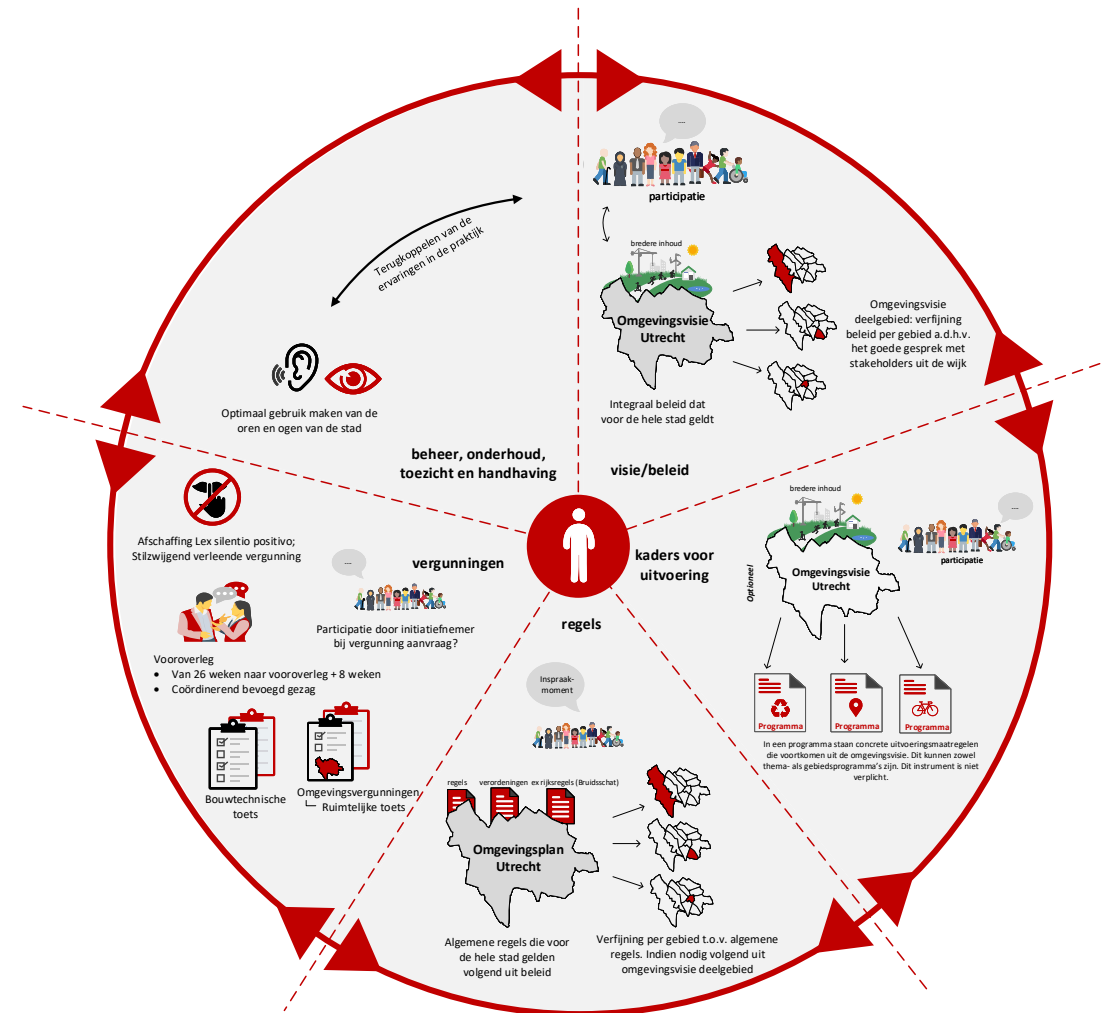 ....
participatie
bredere inhoud
Omgevingsvisie
Utrecht
Integraal beleid dat
voor de hele stad geldt
Omgevingsvisie
deelgebied: verfijning
beleid per gebied a.d.h.v.
het goede gesprek met
stakeholders uit de wijk
visie/beleid
kaders voor
uitvoering
bredere inhoud
Omgevingsvisie
Utrecht
Optioneel
....
participatie
Programma
Programma
Programma
In een programma staan concrete uitvoeringsmaatregelen
die voortkomen uit de omgevingsvisie. Dit kunnen zowel
thema- als gebiedsprogramma's zijn. Dit instrument is niet
verplicht.
regels
Inspraak-
moment
regels
verordeningen
ex rijksregels (Bruidsschat)
Omgevingsplan
Utrecht
Algemene regels die voor
de hele stad gelden
volgend uit beleid
Verfijning per gebied t.o.v. algemene
regels. Indien nodig volgend uit
omgevingsvisie deelgebied
vergunningen
Afschaffing Lex silentio positivo;
Stilzwijgend verleende vergunning
....
Participatie door initiatiefnemer
bij vergunning aanvraag?
Vooroverleg
• Van 26 weken naar vooroverleg + 8 weken
• Coördinerend bevoegd gezag
Bouwtechnische
toets
Omgevingsvergunningen
Ruimtelijke toets
beheer, onderhoud,
toezicht en handhaving
Terugkoppelen van de
ervaringen in de praktijk
Optimaal gebruik maken van de
oren en ogen van de stad